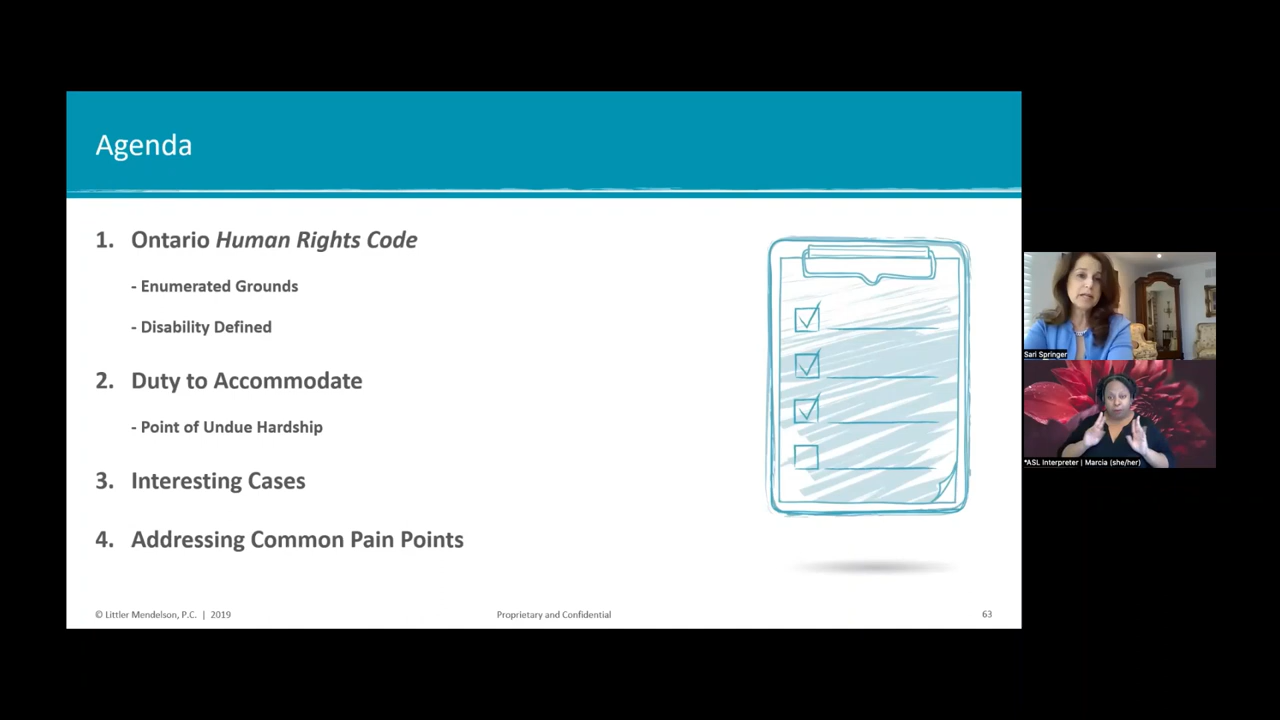 Agenda
1. Ontario Human Rights Code
- Enumerated Grounds
- Disability Defined
2. Duty to Accommodate
- Point of Undue Hardship
3. Interesting Cases
4. Addressing Common Pain Points
© Littler Mendelson, P.C. | 2019
Proprietary and Confidential
63
Sari Springer
*ASL Interpreter | Marcia (she/her)